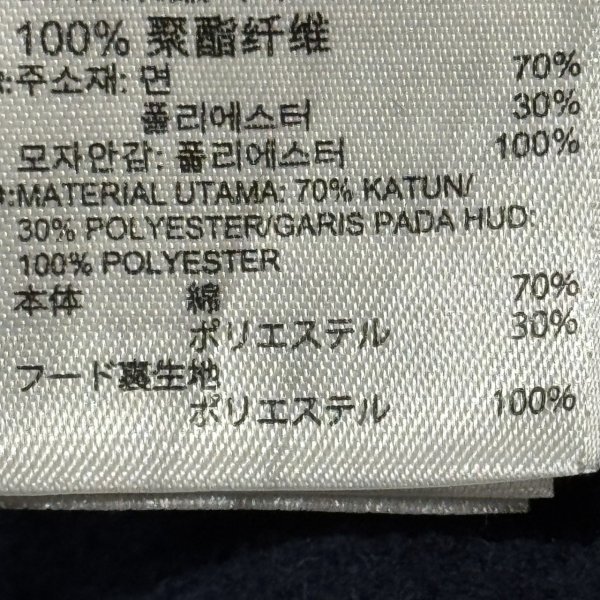 100% 聚酯纤维
:주소재: 면 70%
폴리에스터 30%
모자안감: 폴리에스터 100%
:MATERIAL UTAMA: 70% KATUN/
30% POLYESTER/GARIS PADA HUD:
100% POLYESTER
本体 綿 70%
ポリエステル 30%
フード裏生地
ポリエステル 100%